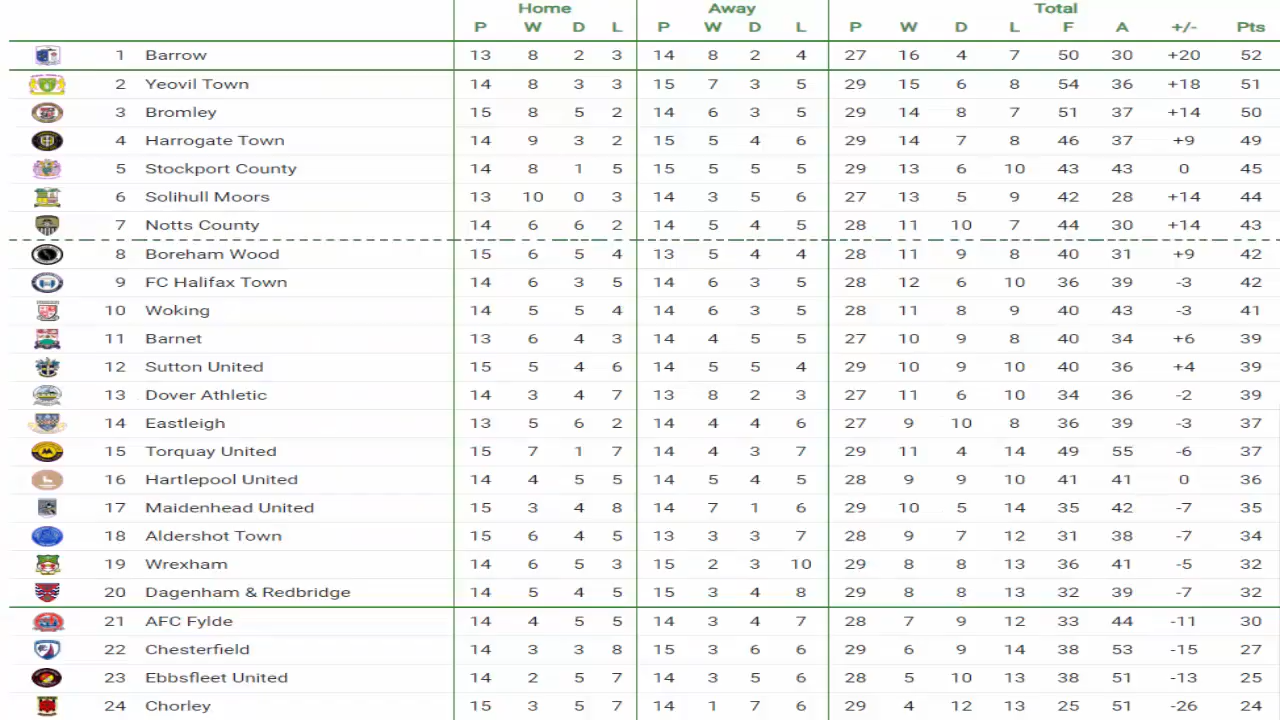 Home Away Total
P W D L P W D L P W D L F A +/- Pts
1 Barrow 13 8 2 3 14 8 2 4 27 16 4 7 50 30 +20 52
2 Yeovil Town 14 8 3 3 15 7 3 5 29 15 6 8 54 36 +18 51
3 Bromley 15 8 5 2 14 6 3 5 29 14 8 7 51 37 +14 50
4 Harrogate Town 14 9 3 2 15 5 4 6 29 14 7 8 46 37 +9 49
5 Stockport County 14 8 1 5 15 5 5 5 29 13 6 10 43 43 0 45
6 Solihull Moors 13 10 0 3 14 3 5 6 27 13 5 9 42 28 +14 44
7 Notts County 14 6 6 2 14 5 4 5 28 11 10 7 44 30 +14 43
8 Boreham Wood 15 6 5 4 13 5 4 4 28 11 9 8 40 31 +9 42
9 FC Halifax Town 14 6 3 5 14 6 3 5 28 12 6 10 36 39 -3 42
10 Woking 14 5 5 4 14 6 3 5 28 11 8 9 40 43 -3 41
11 Barnet 13 6 4 3 14 4 5 5 27 10 9 8 40 34 +6 39
12 Sutton United 15 5 4 6 14 5 5 4 29 10 9 10 40 36 +4 39
13 Dover Athletic 14 3 4 7 13 8 2 3 27 11 6 10 34 36 -2 39
14 Eastleigh 13 5 6 2 14 4 4 6 27 9 10 8 36 39 -3 37
15 Torquay United 15 7 1 7 14 4 3 7 29 11 4 14 49 55 -6 37
16 Hartlepool United 14 4 5 5 14 5 4 5 28 9 9 10 41 41 0 36
17 Maidenhead United 15 3 4 8 14 7 1 6 29 10 5 14 35 42 -7 35
18 Aldershot Town 15 6 4 5 13 3 3 7 28 9 7 12 31 38 -7 34
19 Wrexham 14 6 5 3 15 2 3 10 29 8 8 13 36 41 -5 32
20 Dagenham & Redbridge 14 5 4 5 15 3 4 8 29 8 8 13 32 39 -7 32
21 AFC Fylde 14 4 5 5 14 3 4 7 28 7 9 12 33 44 -11 30
22 Chesterfield 14 3 3 8 15 3 6 6 29 6 9 14 38 53 -15 27
23 Ebbsfleet United 14 2 5 7 14 3 5 6 28 5 10 13 38 51 -13 25
24 Chorley 15 3 5 7 14 1 7 6 29 4 12 13 25 51 -26 24